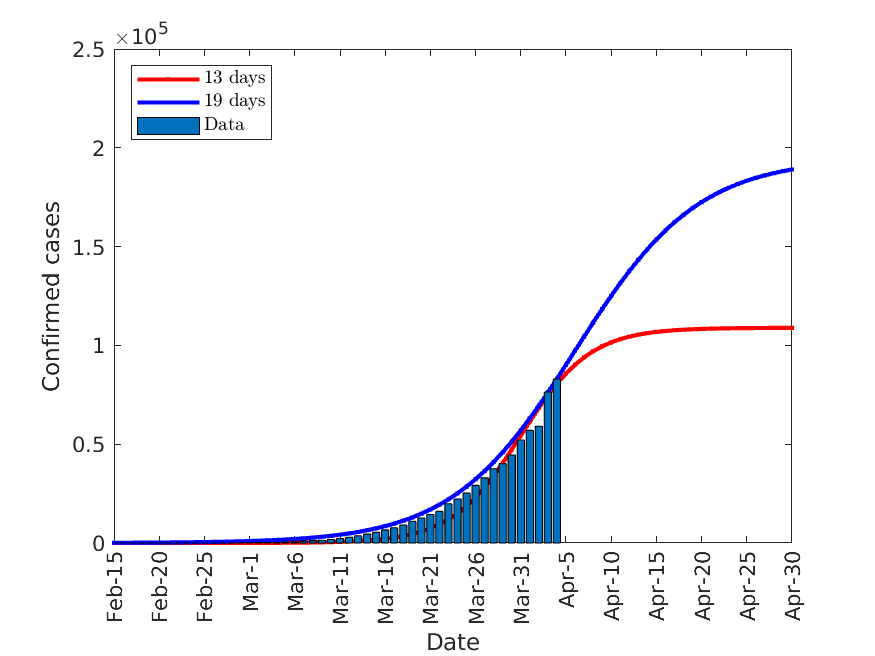 ×10⁵
2.5
2
1.5
1
0.5
0
Confirmed cases
13 days
19 days
Data
Feb-15
Feb-20
Feb-25
Mar-1
Mar-6
Mar-11
Mar-16
Mar-21
Mar-26
Mar-31
Apr-5
Apr-10
Apr-15
Apr-20
Apr-25
Apr-30
Date